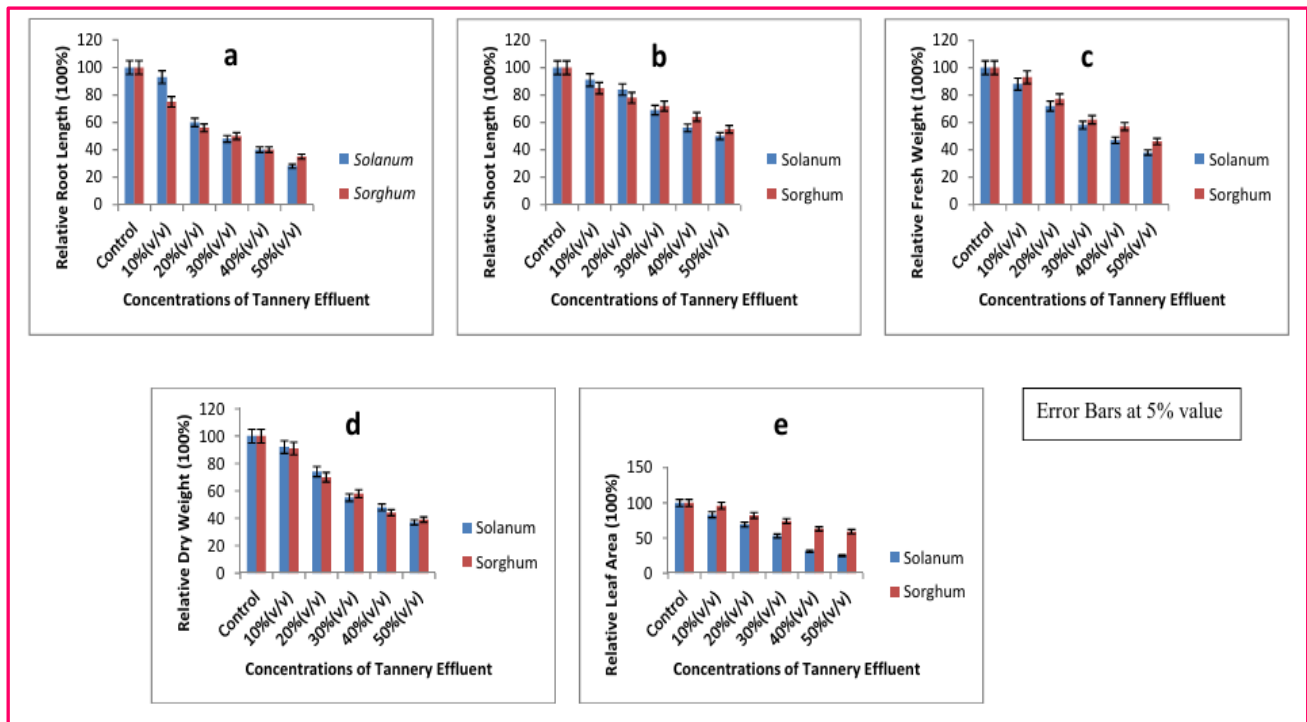 a
Relative Root Length (100%)
120
100
80
60
40
20
0
Control
10%(v/v)
20%(v/v)
30%(v/v)
40%(v/v)
50%(v/v)
Solanum
Sorghum
Concentrations of Tannery Effluent
b
Relative Shoot Length (100%)
120
100
80
60
40
20
0
Control
10%(v/v)
20%(v/v)
30%(v/v)
40%(v/v)
50%(v/v)
Solanum
Sorghum
Concentrations of Tannery Effluent
c
Relative Fresh Weight (100%)
120
100
80
60
40
20
0
Control
10%(v/v)
20%(v/v)
30%(v/v)
40%(v/v)
50%(v/v)
Solanum
Sorghum
Concentrations of Tannery Effluent
d
Relative Dry Weight (100%)
120
100
80
60
40
20
0
Control
10%(v/v)
20%(v/v)
30%(v/v)
40%(v/v)
50%(v/v)
Solanum
Sorghum
Concentrations of Tannery Effluent
e
Relative Leaf Area (100%)
150
100
50
0
Control
10%(v/v)
20%(v/v)
30%(v/v)
40%(v/v)
50%(v/v)
Solanum
Sorghum
Concentrations of Tannery Effluent
Error Bars at 5% value